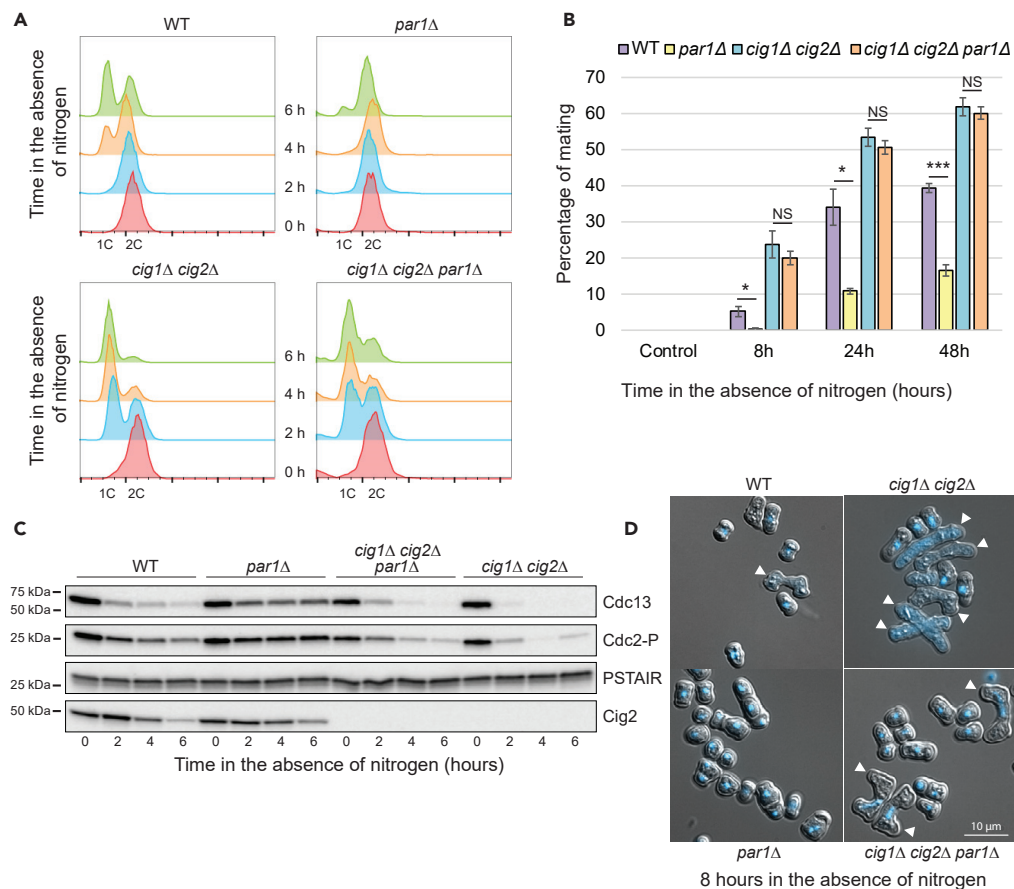 A
WT
par1Δ
Time in the absence
of nitrogen
6 h
4 h
2 h
0 h
1C 2C
1C 2C
cig1Δ cig2Δ
cig1Δ cig2Δ par1Δ
Time in the absence
of nitrogen
6 h
4 h
2 h
0 h
1C 2C
1C 2C
B
WT par1Δ cig1Δ cig2Δ cig1Δ cig2Δ par1Δ
Percentage of mating
70
60
50
40
30
20
10
0
* NS
* NS
*** NS
Control 8h 24h 48h
Time in the absence of nitrogen (hours)
C
WT par1Δ cig1Δ cig2Δ par1Δ cig1Δ cig2Δ
75 kDa
50 kDa
Cdc13
25 kDa
Cdc2-P
25 kDa
PSTAIR
50 kDa
Cig2
0 2 4 6 0 2 4 6 0 2 4 6 0 2 4 6
Time in the absence of nitrogen (hours)
D
WT cig1Δ cig2Δ
10 µm
par1Δ cig1Δ cig2Δ par1Δ
8 hours in the absence of nitrogen